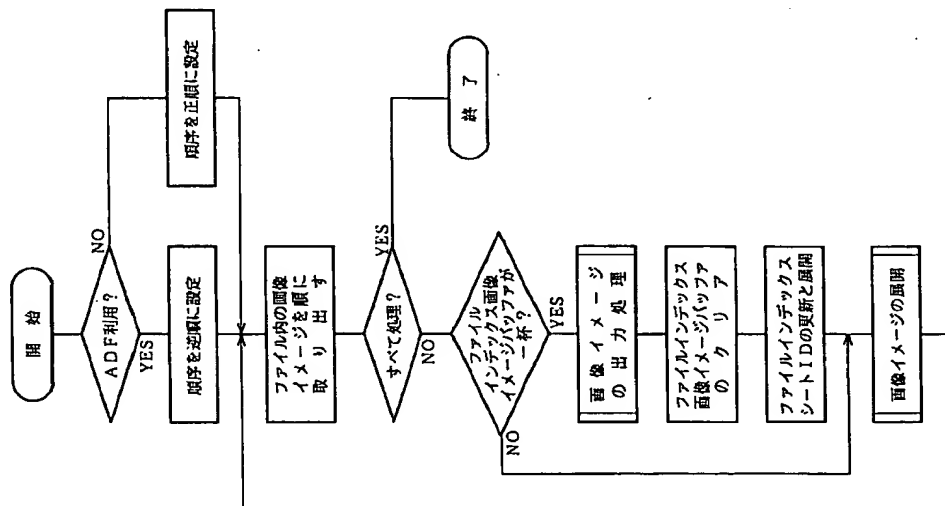 開始
ADF利用?
NO
YES
順序を逆順に設定
順序を正順に設定
ファイル内の画像
イメージを順に
取り出す
すべて処理?
YES
NO
終了
ファイル
インデックス画像
イメージバッファが
一杯?
YES
NO
画像イメージ
の出力処理
ファイルインデックス
画像イメージバッファ
のクリア
ファイルインデックス
シートIDの更新と展開
画像イメージの展開